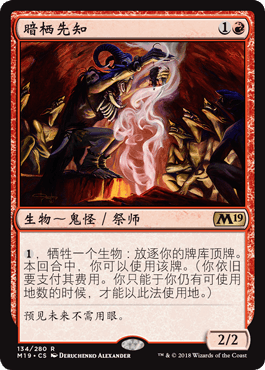 暗栖先知 1
生物～鬼怪／祭师 M19
1，牺牲一个生物：放逐你的牌库顶牌。
本回合中，你可以使用该牌。（你依旧
要支付其费用。你只能于你仍有可使用
地数的时候，才能以此法使用地。）
预见未来不需用眼。
2/2
134/280 R
M19 • CS DERUCHENKO ALEXANDER
™ & © 2018 Wizards of the Coast